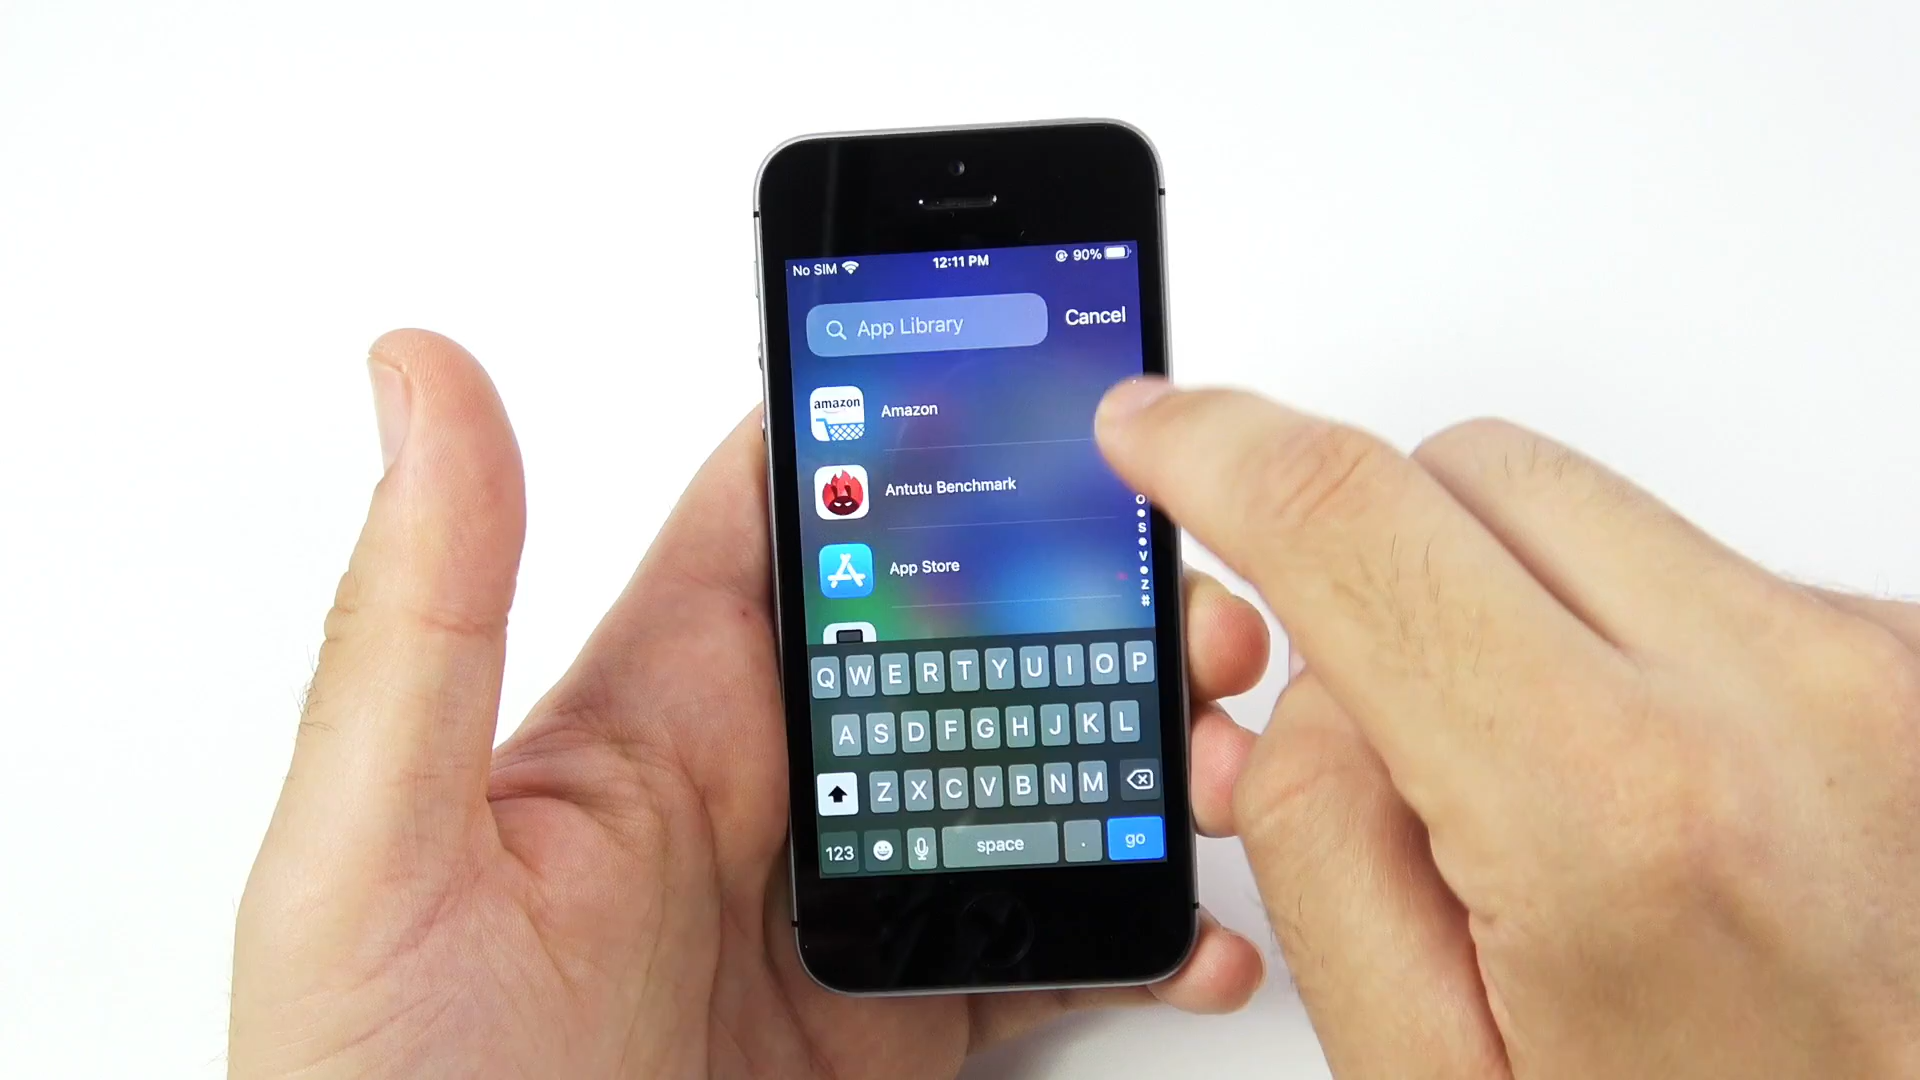 No SIM 12:11 PM 90%
App Library Cancel
amazon Amazon
Antutu Benchmark
App Store
O
S
V
Z
#
Q W E R T Y U I O P
A S D F G H J K L
Z X C V B N M
123 space . go